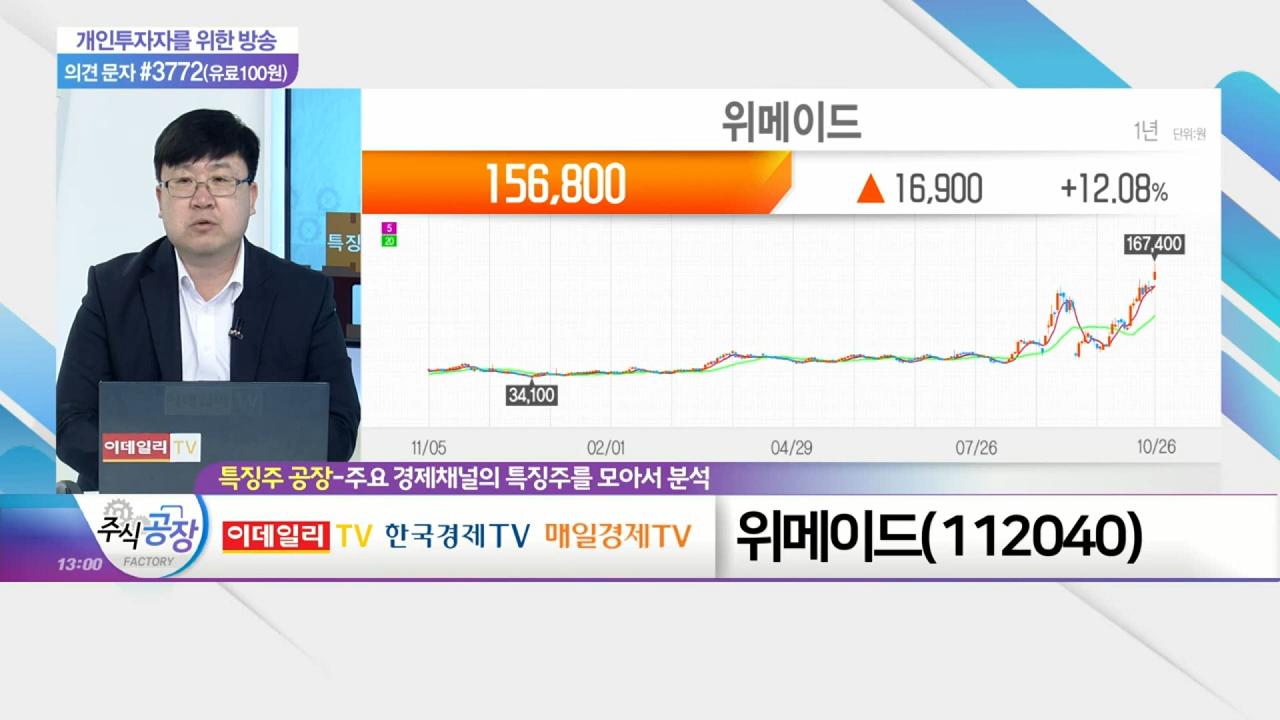 개인투자자를 위한 방송
의견 문자 #3772(유료100원)
위메이드
1년 단위:원
156,800 ▲ 16,900 +12.08%
5
20
특징
167,400
34,100
11/05 02/01 04/29 07/26 10/26
이데일리 TV
특징주 공장-주요 경제채널의 특징주를 모아서 분석
주식공장
FACTORY
13:00
이데일리 TV 한국경제TV 매일경제TV
위메이드(112040)